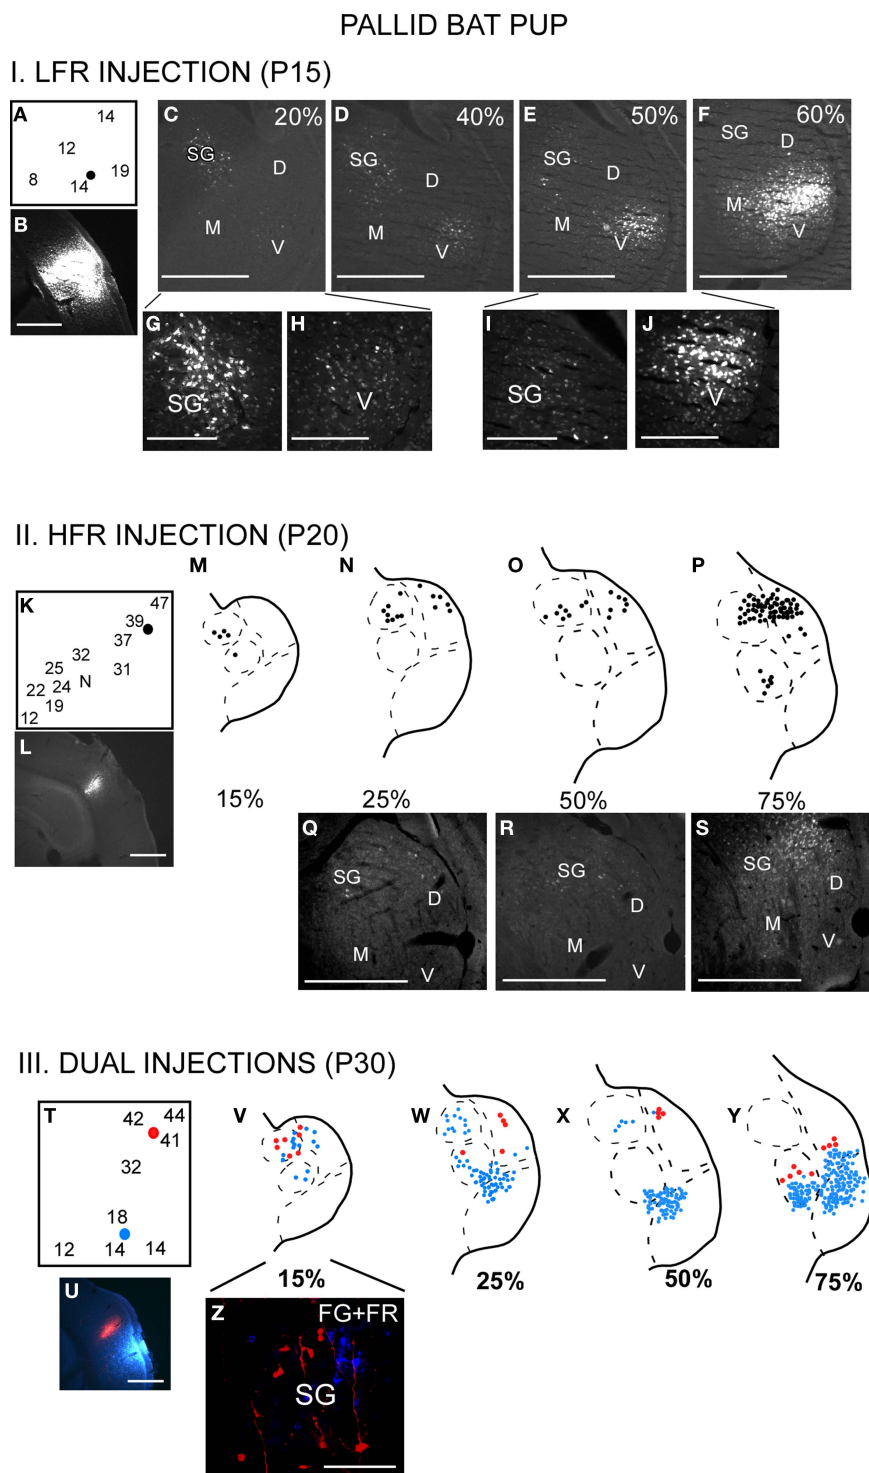 PALLID BAT PUP
I. LFR INJECTION (P15)
A
14
12
8
14
19
B
C
20%
SG
D
M
V
D
40%
SG
D
M
V
E
50%
SG
D
M
V
F
60%
SG
D
M
V
G
SG
H
V
I
SG
J
V
II. HFR INJECTION (P20)
K
47
39
37
32
31
25
N
22
24
19
12
L
M
N
O
P
15%
25%
50%
75%
Q
SG
D
M
V
R
SG
D
M
V
S
SG
D
M
V
III. DUAL INJECTIONS (P30)
T
42
44
41
32
18
12
14
14
U
V
W
X
Y
15%
25%
50%
75%
Z
FG+FR
SG